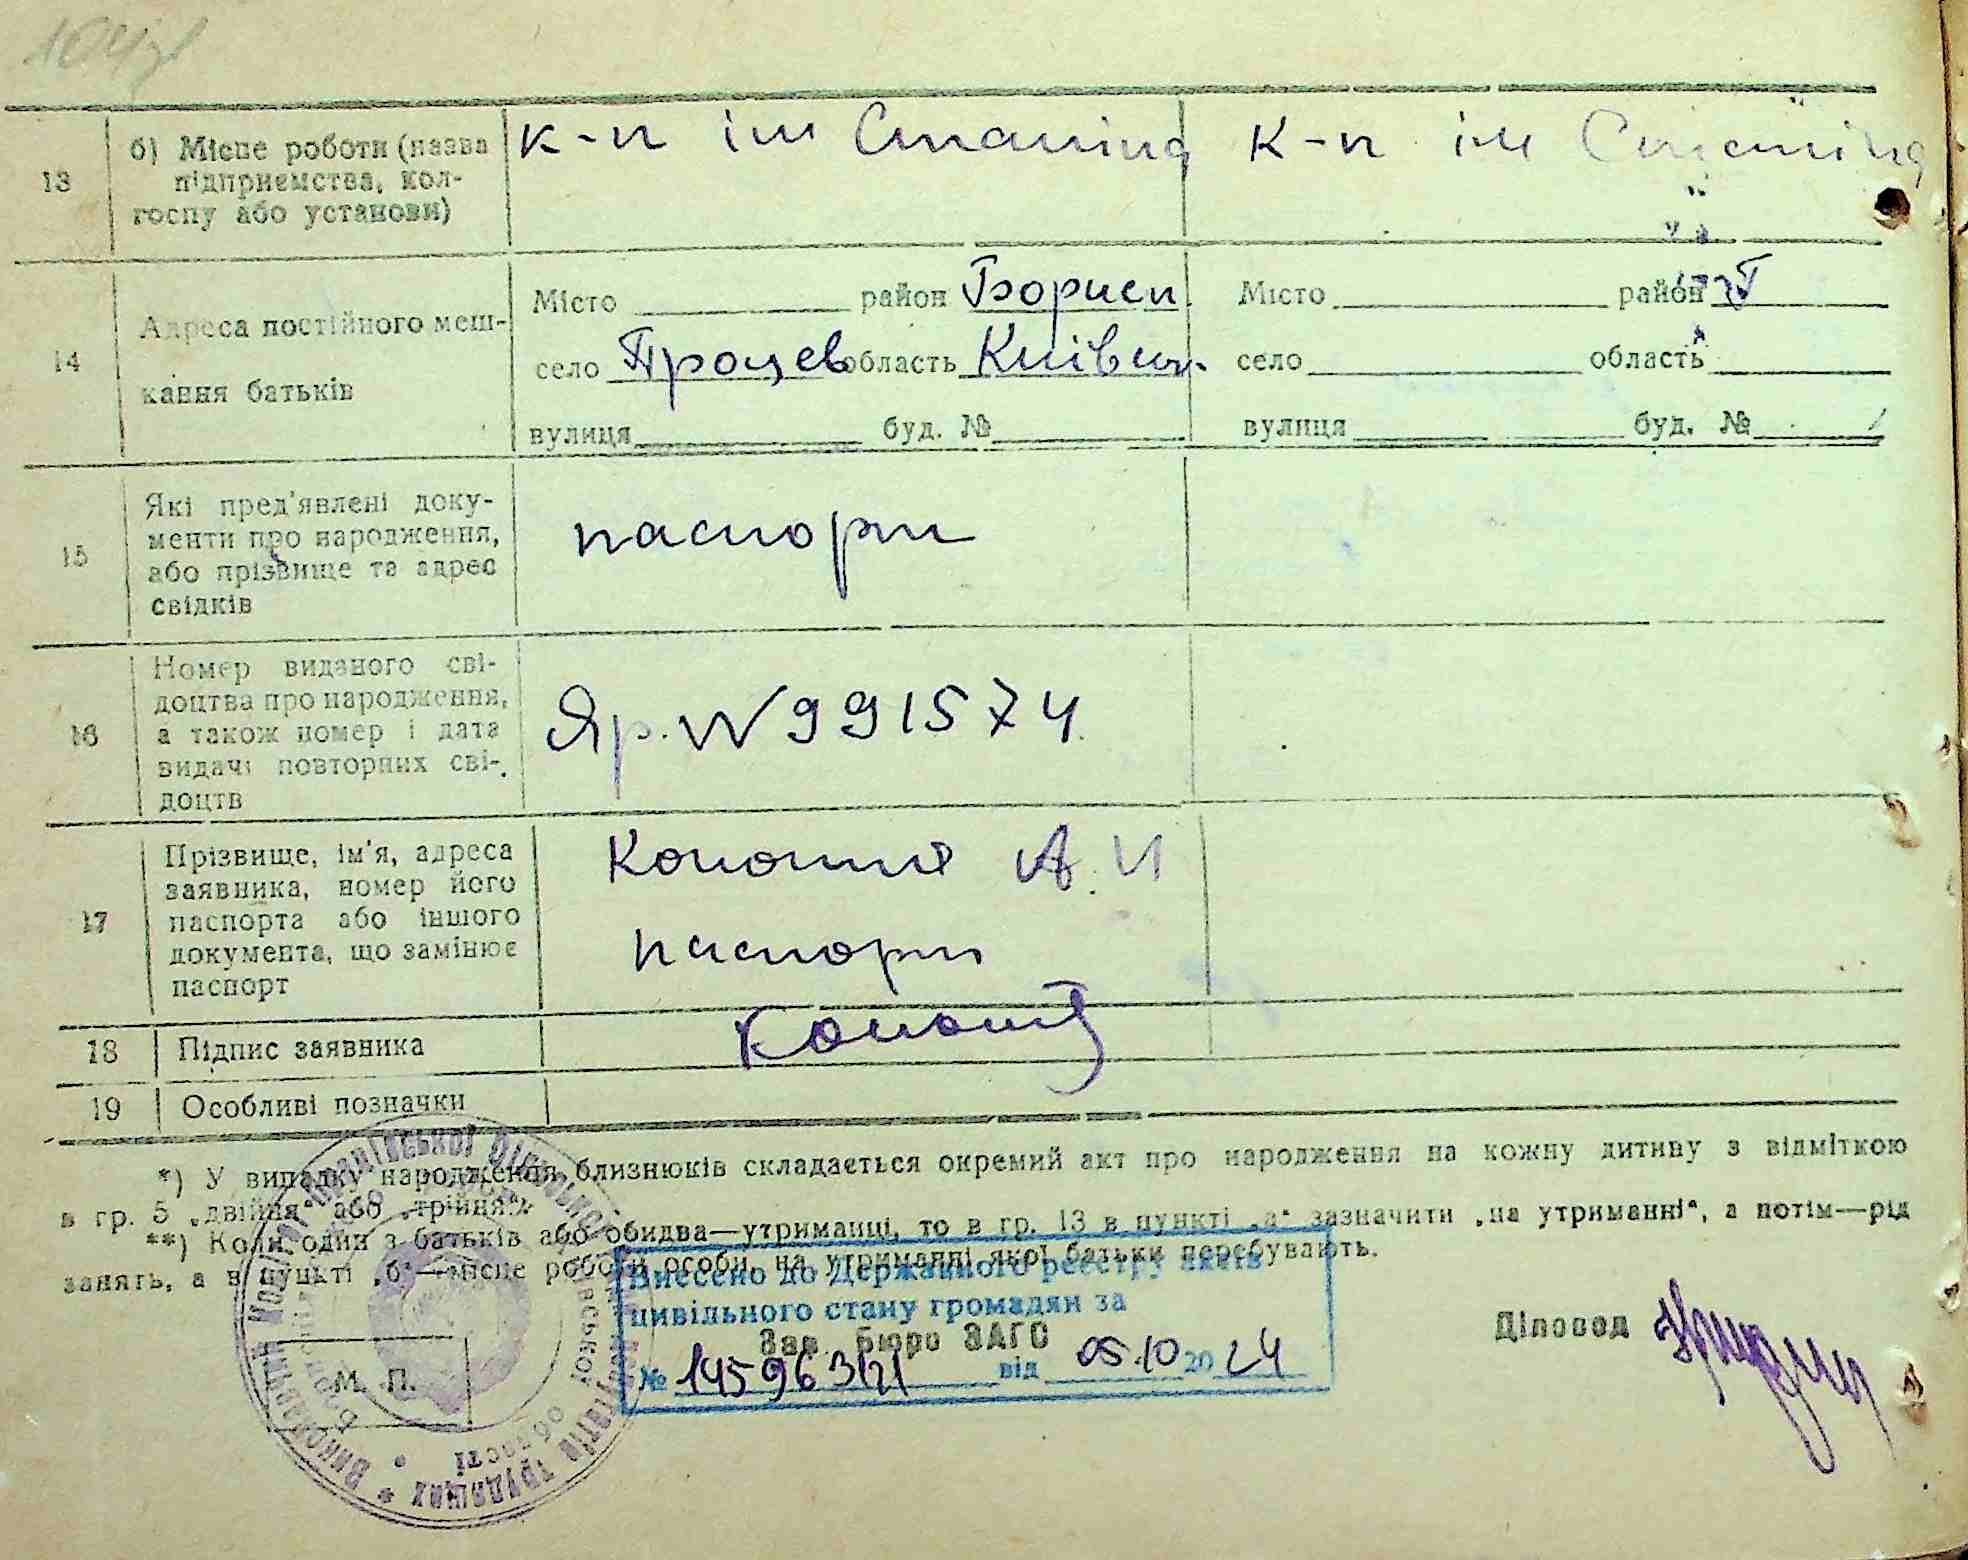 13 б) Місце роботи (назва підприємства, колгоспу або установи)
к-п ім Сталіна
к-п ім Сталіна
14 Адреса постійного мешкання батьків
Місто район Борисп.
село Процев область Київськ.
вулиця буд. №
Місто район
село область
вулиця буд. №
15 Які пред'явлені документи про народження, або прізвище та адрес свідків
паспорт
16 Номер виданого свідоцтва про народження, а також номер і дата видачі повторних свідоцтв
Яр. N 991574
17 Прізвище, ім'я, адреса заявника, номер його паспорта або іншого документа, що замінює паспорт
А. И
паспорт
18 Підпис заявника
19 Особливі позначки
*) У випадку народження близнюків складається окремий акт про народження на кожну дитину з відміткою
в гр. 5 „двійня“ або „трійня“.
**) Коли один з батьків або обидва—утриманці, то в гр. 13 в пункті „а“ зазначити „на утриманні“, а потім—рід
занять, а в пункті „б“—місце роботи особи, на утриманні якої батьки перебувають.
Внесено до Державного реєстру актів
цивільного стану громадян за
Зав. Бюро ЗАГС
№ 14596321 від 05.10 2024
Діловод
М. П.